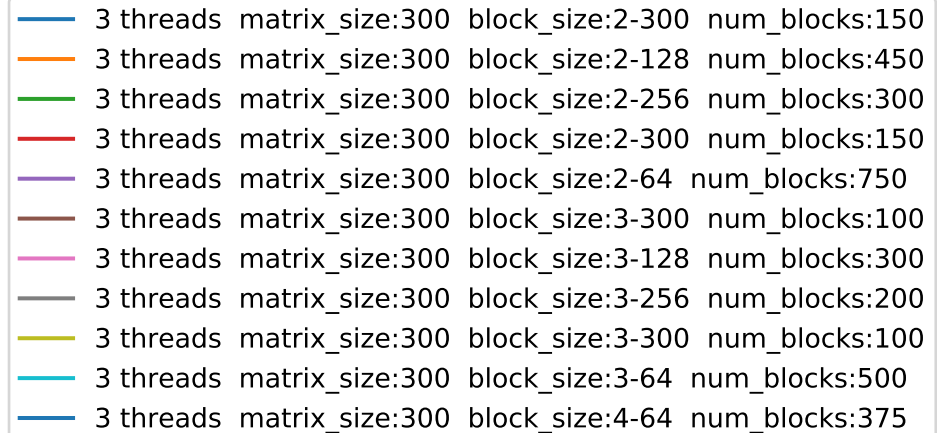 3 threads matrix_size:300 block_size:2-300 num_blocks:150
3 threads matrix_size:300 block_size:2-128 num_blocks:450
3 threads matrix_size:300 block_size:2-256 num_blocks:300
3 threads matrix_size:300 block_size:2-300 num_blocks:150
3 threads matrix_size:300 block_size:2-64 num_blocks:750
3 threads matrix_size:300 block_size:3-300 num_blocks:100
3 threads matrix_size:300 block_size:3-128 num_blocks:300
3 threads matrix_size:300 block_size:3-256 num_blocks:200
3 threads matrix_size:300 block_size:3-300 num_blocks:100
3 threads matrix_size:300 block_size:3-64 num_blocks:500
3 threads matrix_size:300 block_size:4-64 num_blocks:375